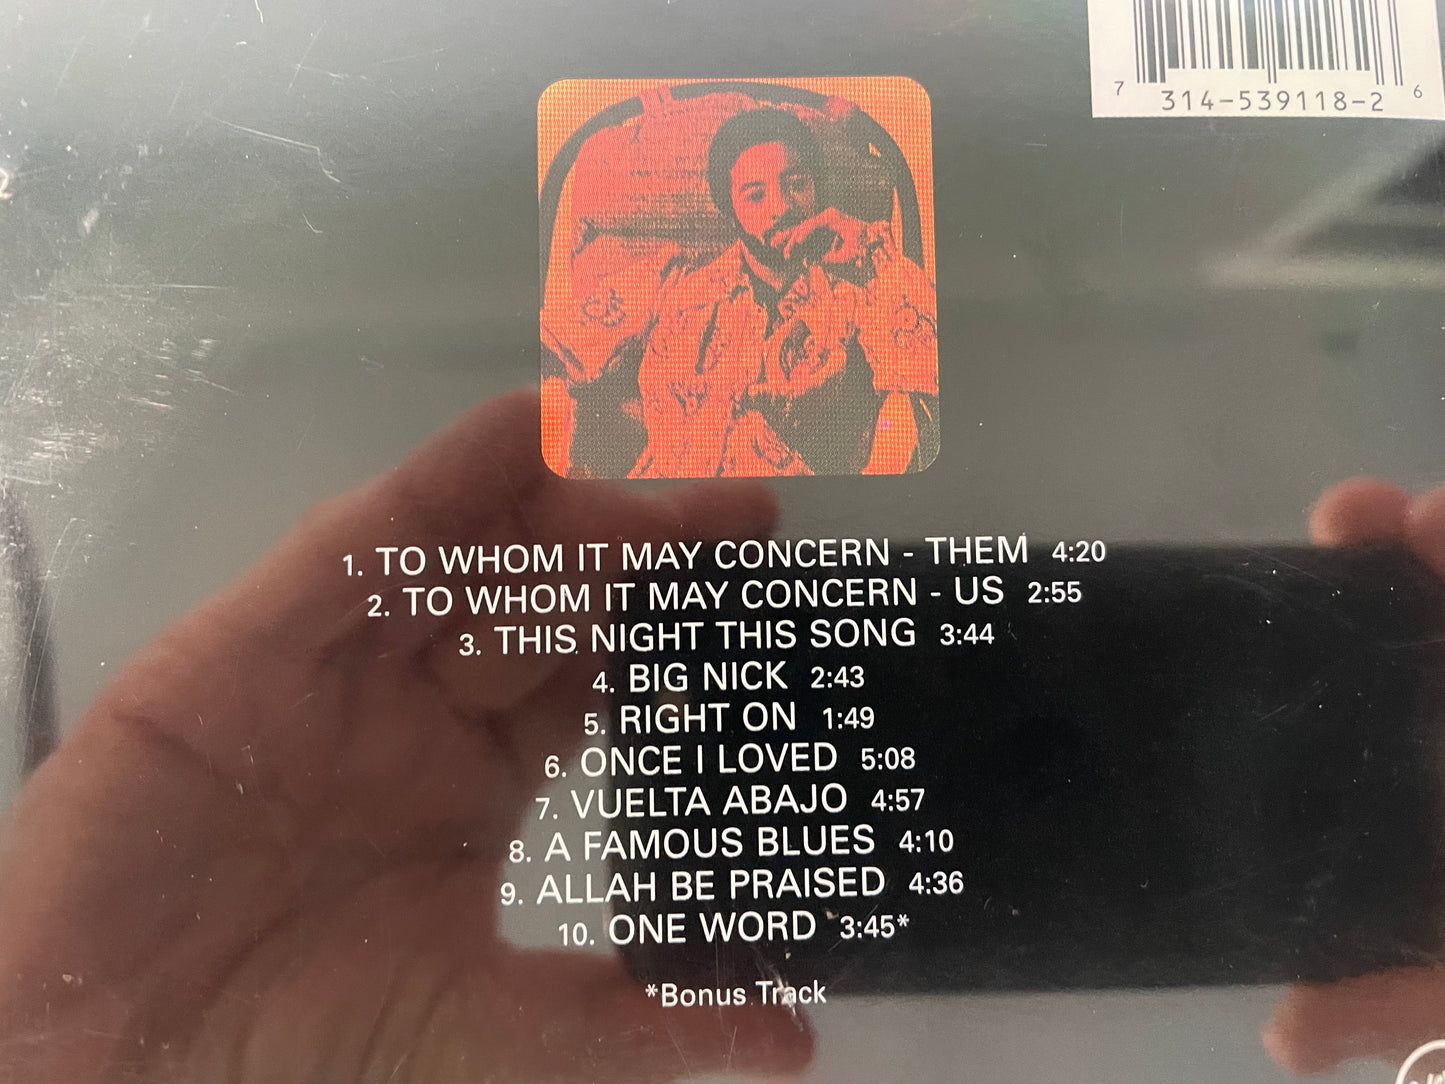 7 314-539118-2 6
1. TO WHOM IT MAY CONCERN - THEM 4:20
2. TO WHOM IT MAY CONCERN - US 2:55
3. THIS NIGHT THIS SONG 3:44
4. BIG NICK 2:43
5. RIGHT ON 1:49
6. ONCE I LOVED 5:08
7. VUELTA ABAJO 4:57
8. A FAMOUS BLUES 4:10
9. ALLAH BE PRAISED 4:36
10. ONE WORD 3:45*
*Bonus Track